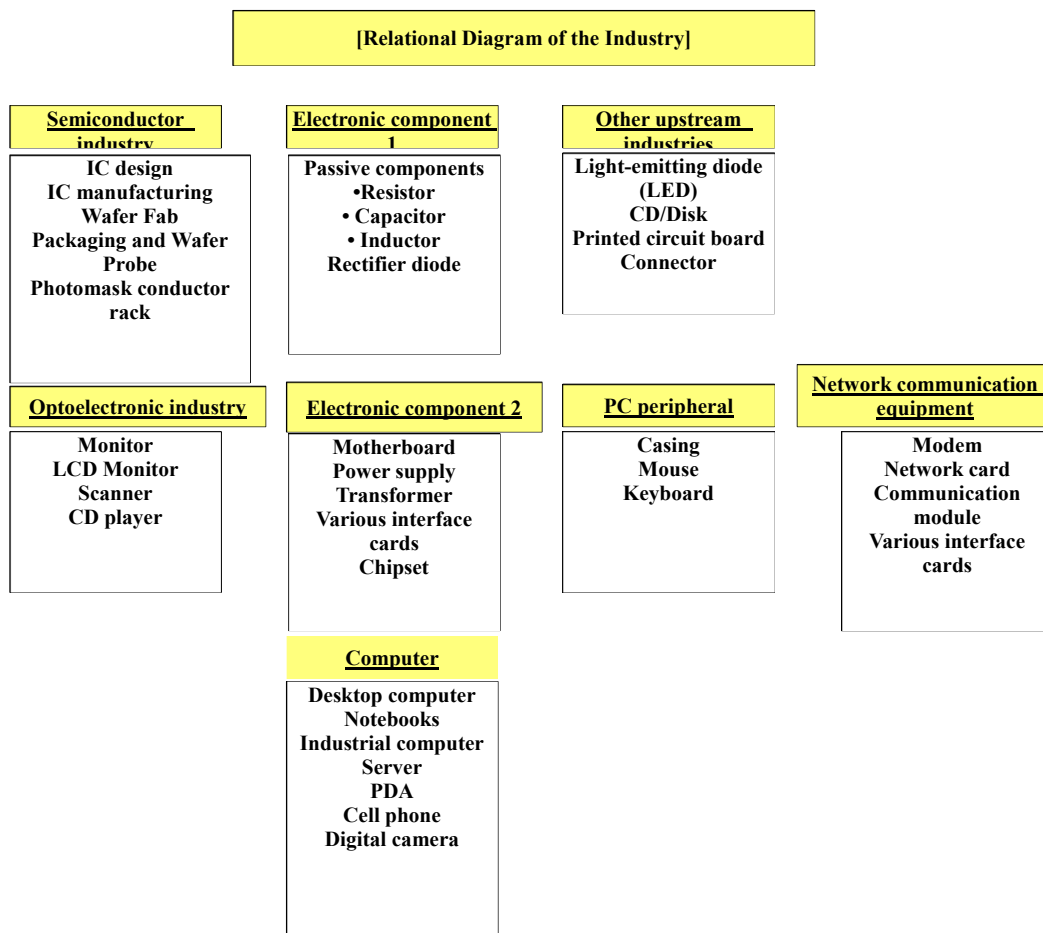 [Relational Diagram of the Industry]
Semiconductor
industry
IC design
IC manufacturing
Wafer Fab
Packaging and Wafer
Probe
Photomask conductor
rack
Electronic component
1
Passive components
•Resistor
• Capacitor
• Inductor
Rectifier diode
Other upstream
industries
Light-emitting diode
(LED)
CD/Disk
Printed circuit board
Connector
Optoelectronic industry
Monitor
LCD Monitor
Scanner
CD player
Electronic component 2
Motherboard
Power supply
Transformer
Various interface
cards
Chipset
PC peripheral
Casing
Mouse
Keyboard
Network communication
equipment
Modem
Network card
Communication
module
Various interface
cards
Computer
Desktop computer
Notebooks
Industrial computer
Server
PDA
Cell phone
Digital camera